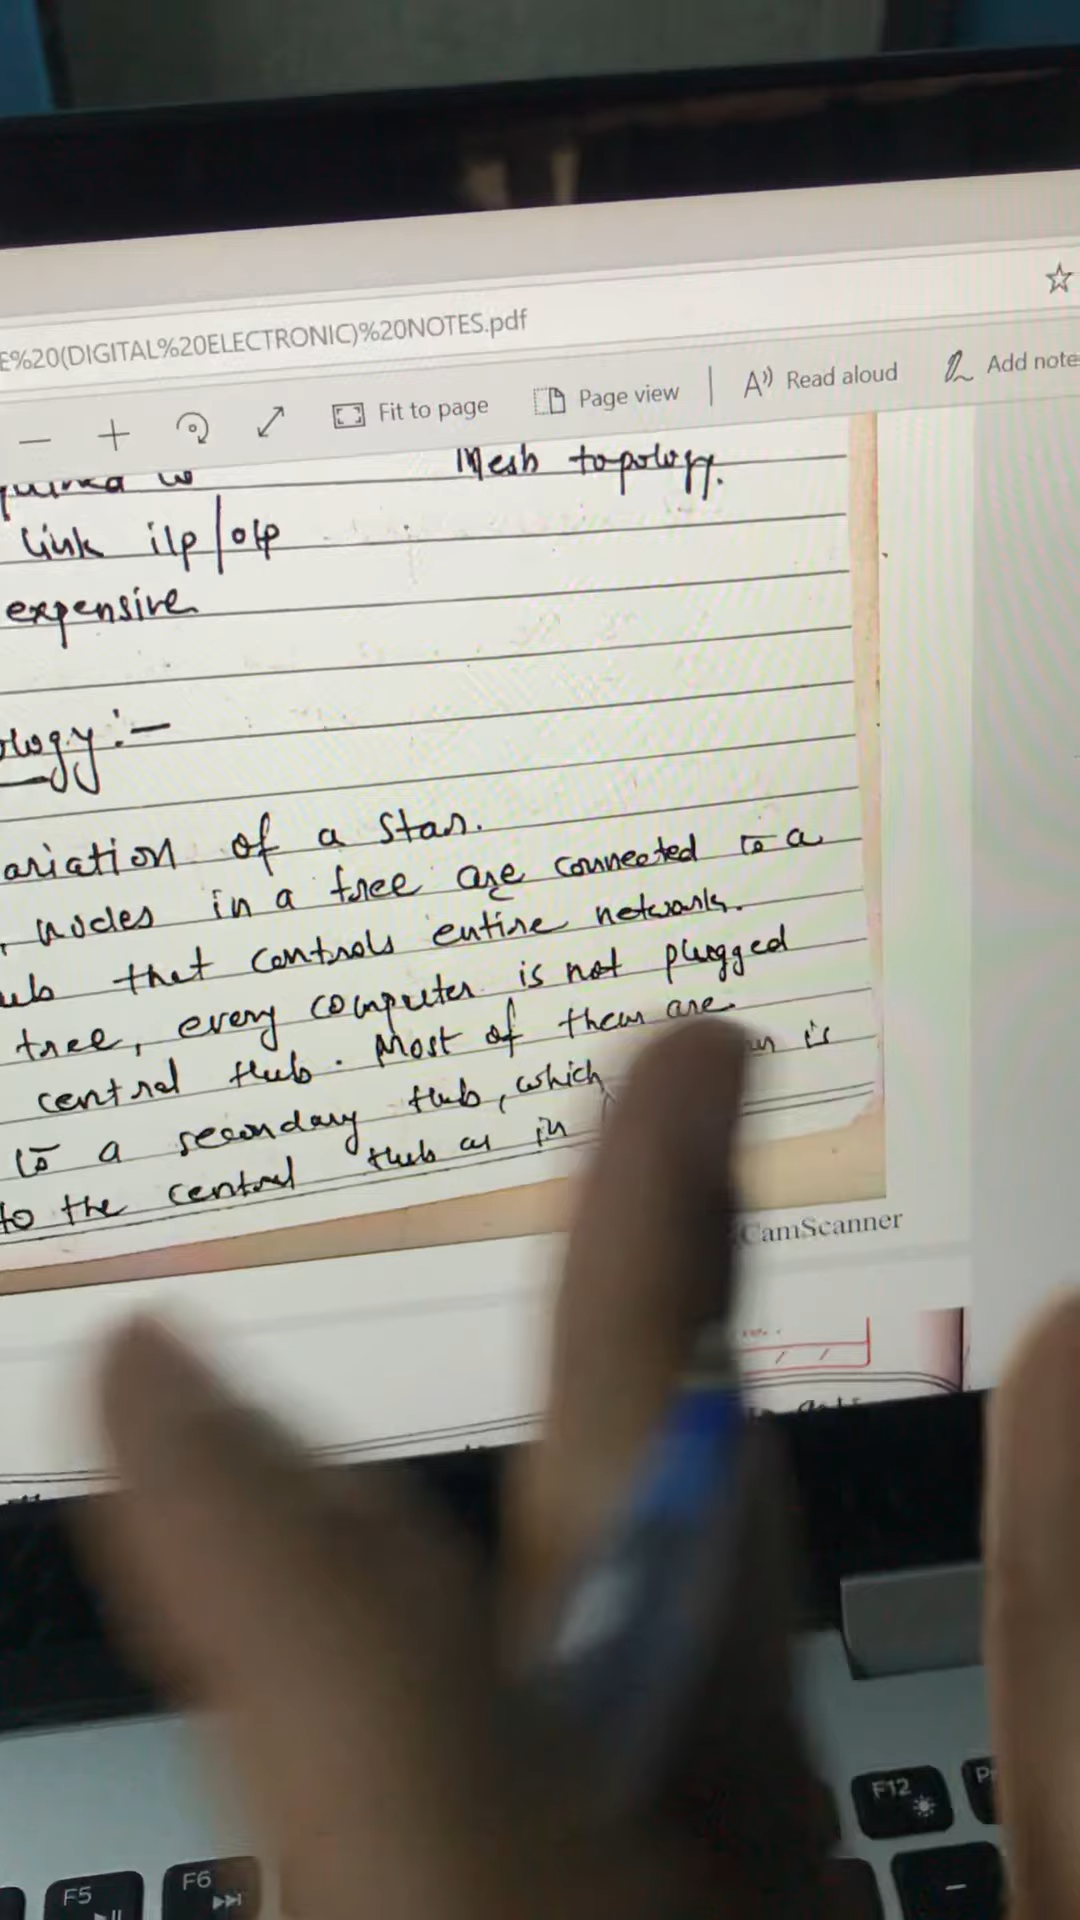 E%20(DIGITAL%20ELECTRONIC)%20NOTES.pdf
Fit to page Page view Read aloud Add note
Mesh topology.
Link i/p/o/p
expensive
ology:-
ariation of a star.
nodes in a tree are connected to a
ub that controls entire network.
tree, every computer is not plugged
central Hub. Most of them are
to a secondary Hub, which is
to the central Hub as in
CamScanner
F12
F5 F6